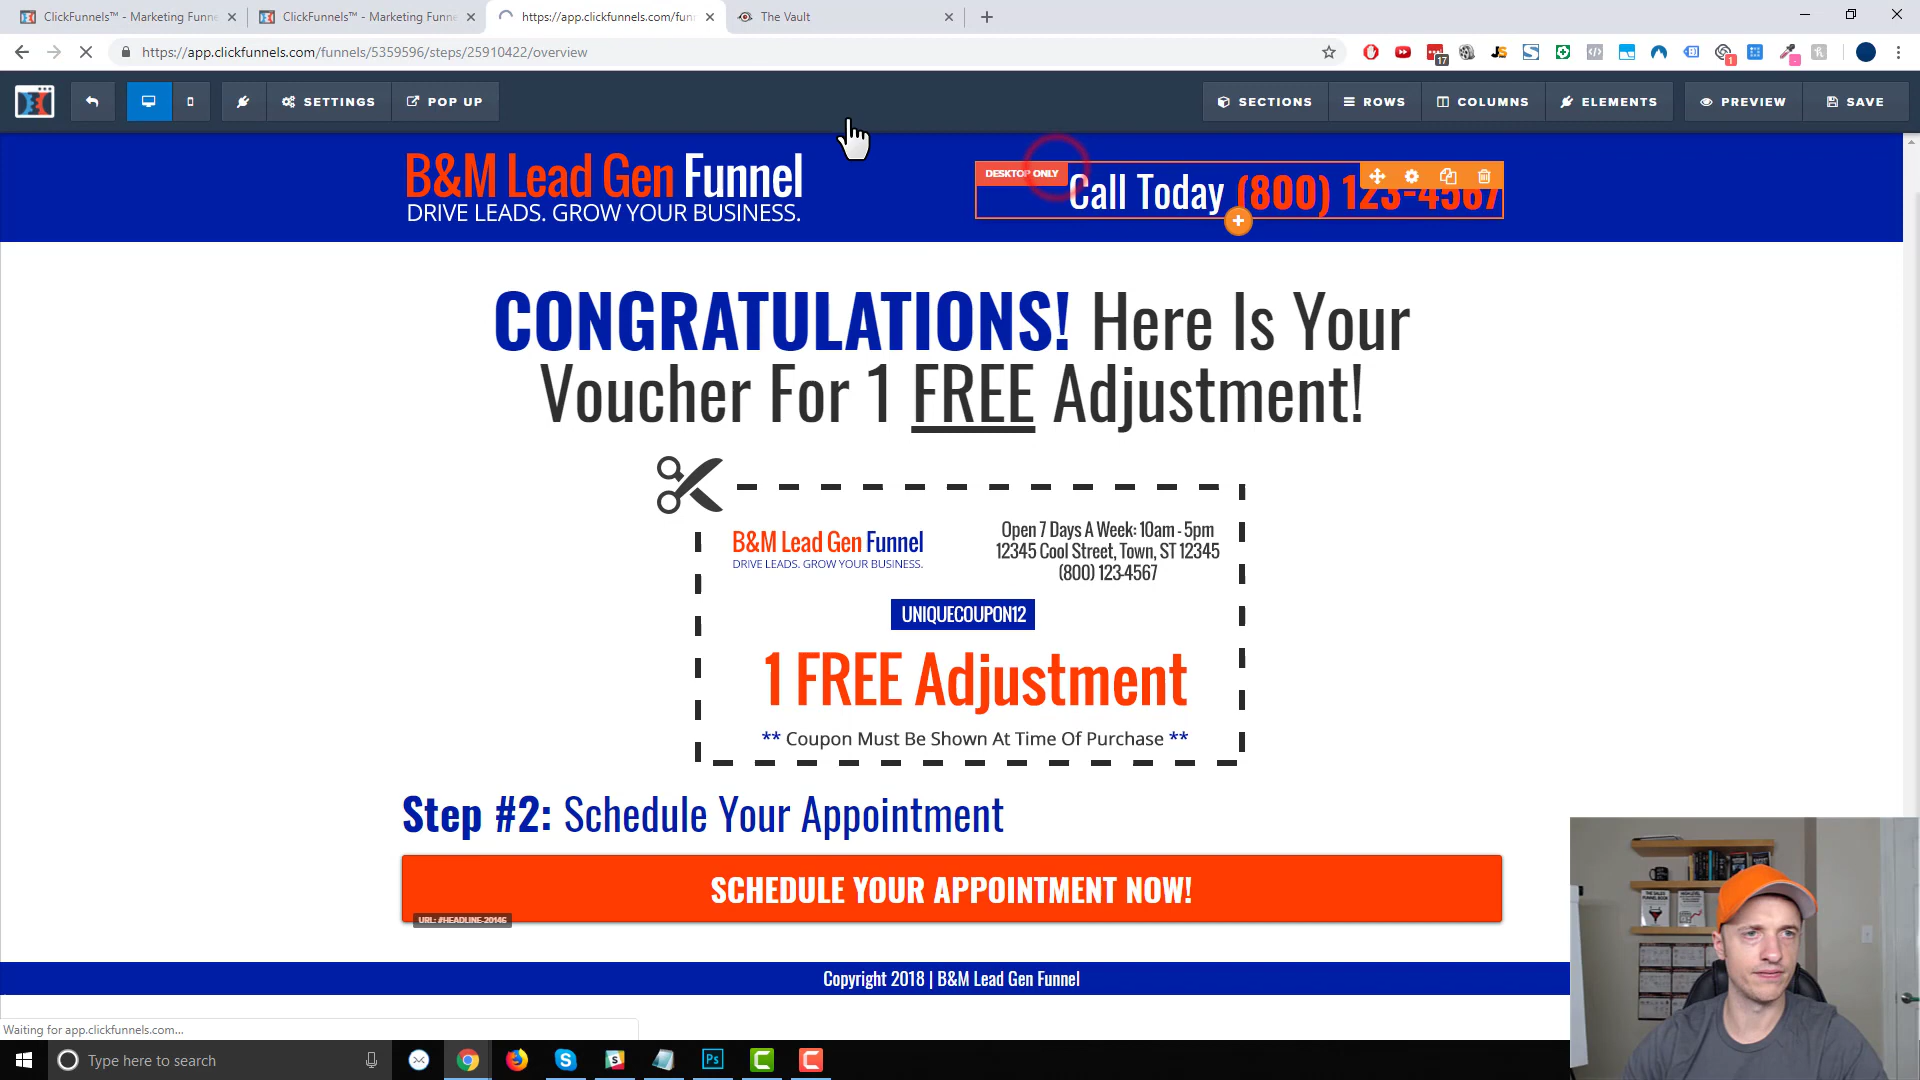 ClickFunnels™ - Marketing Funne
ClickFunnels™ - Marketing Funne
https://app.clickfunnels.com/fun
The Vault
https://app.clickfunnels.com/funnels/5359596/steps/25910422/overview
17
1
SETTINGS
POP UP
SECTIONS
ROWS
COLUMNS
ELEMENTS
PREVIEW
SAVE
B&M Lead Gen Funnel
DRIVE LEADS. GROW YOUR BUSINESS.
DESKTOP ONLY
Call Today (800) 123-4567
CONGRATULATIONS! Here Is Your
Voucher For 1 FREE Adjustment!
B&M Lead Gen Funnel
DRIVE LEADS. GROW YOUR BUSINESS.
Open 7 Days A Week: 10am - 5pm
12345 Cool Street, Town, ST 12345
(800) 123-4567
UNIQUECOUPON12
1 FREE Adjustment
** Coupon Must Be Shown At Time Of Purchase **
Step #2: Schedule Your Appointment
SCHEDULE YOUR APPOINTMENT NOW!
URL: #HEADLINE-20146
Copyright 2018 | B&M Lead Gen Funnel
Waiting for app.clickfunnels.com...
Type here to search